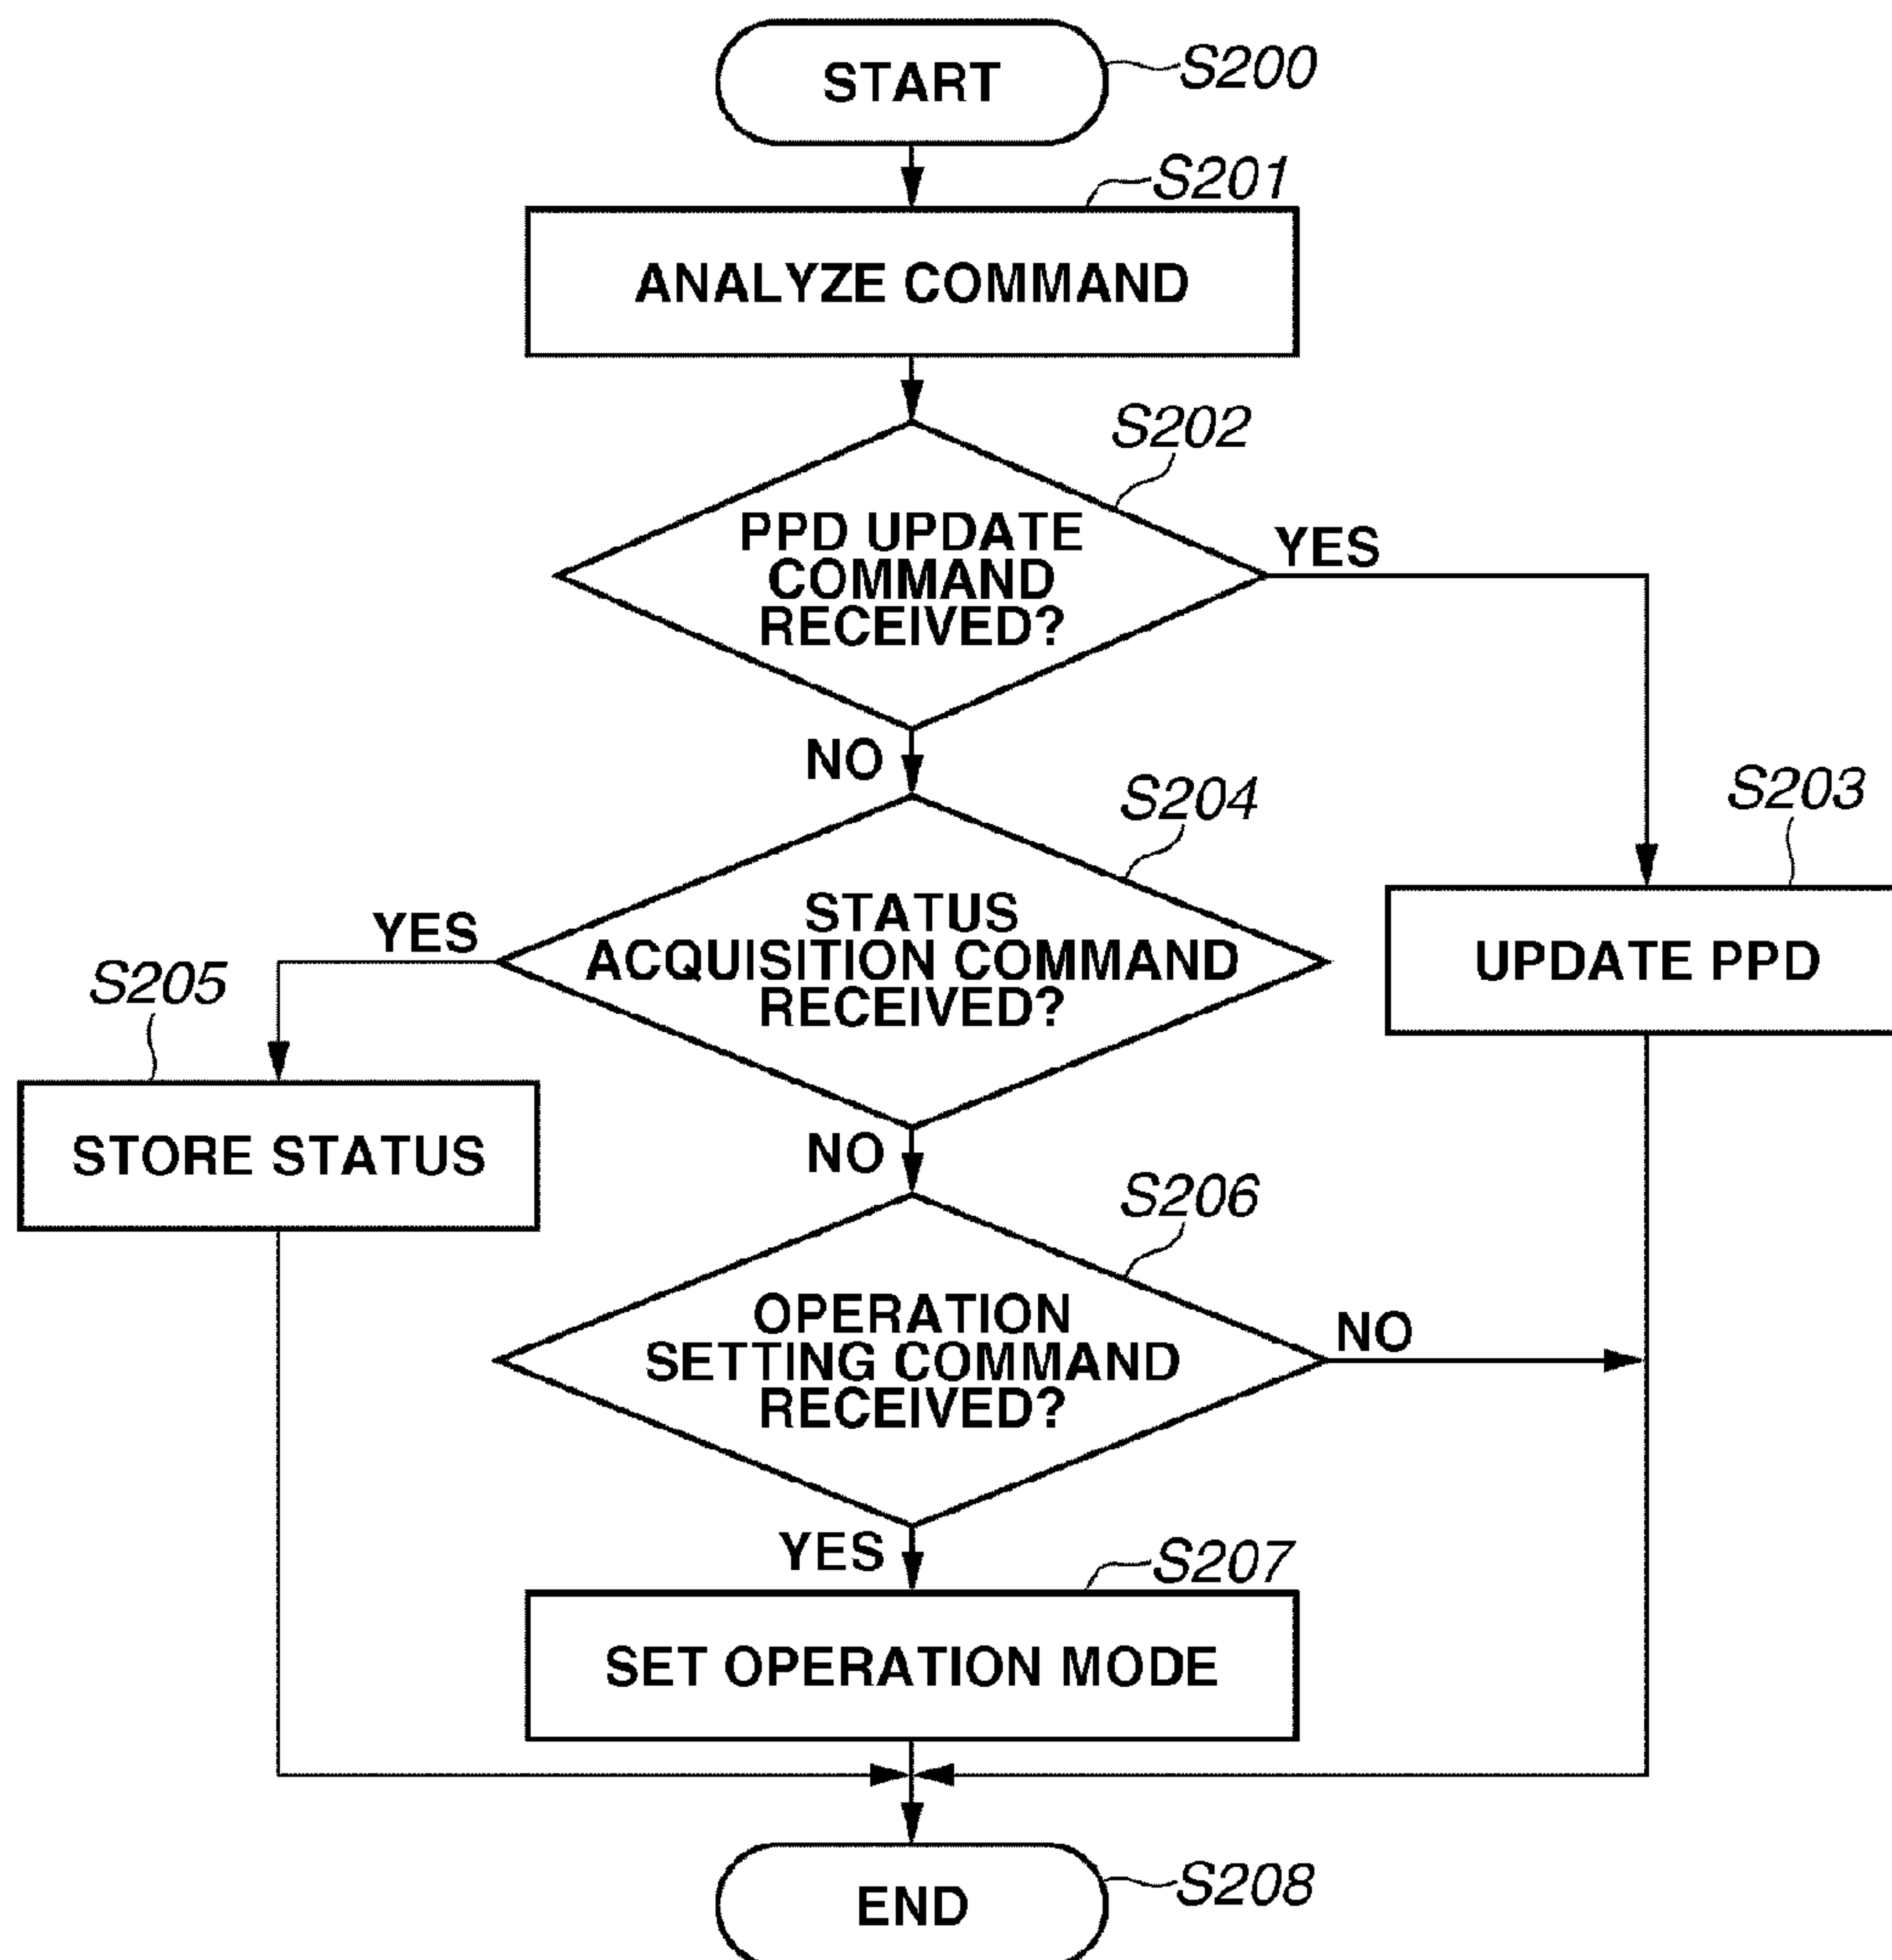 START
S200
S201
ANALYZE COMMAND
S202
PPD UPDATE
COMMAND
RECEIVED?
YES
NO
S204
S203
STATUS
ACQUISITION COMMAND
RECEIVED?
YES
UPDATE PPD
S205
STORE STATUS
NO
S206
OPERATION
SETTING COMMAND
RECEIVED?
NO
YES
S207
SET OPERATION MODE
END
S208